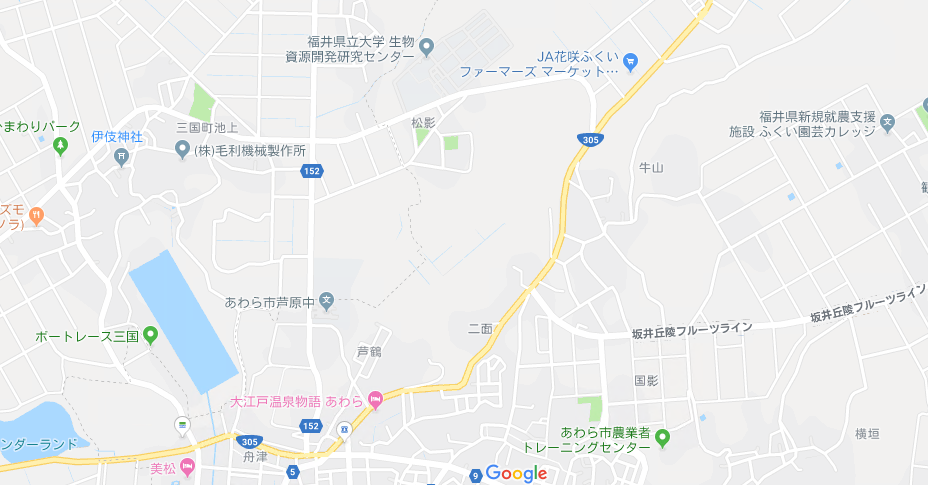 福井県立大学 生物
資源開発研究センター
JA花咲ふくい
ファーマーズ マーケット…
福井県新規就農支援
施設 ふくい園芸カレッジ
松影
三国町池上
まわりパーク
伊伎神社
(株)毛利機械製作所
305
152
牛山
ズモ
ノラ)
あわら市芦原中
坂井丘陵フルーツライン
坂井丘陵フルーツライン
ボートレース三国
二面
芦鶴
国影
大江戸温泉物語 あわら
152
305
あわら市農業者
トレーニングセンター
横垣
ンダーランド
舟津
美松
5
9
Google